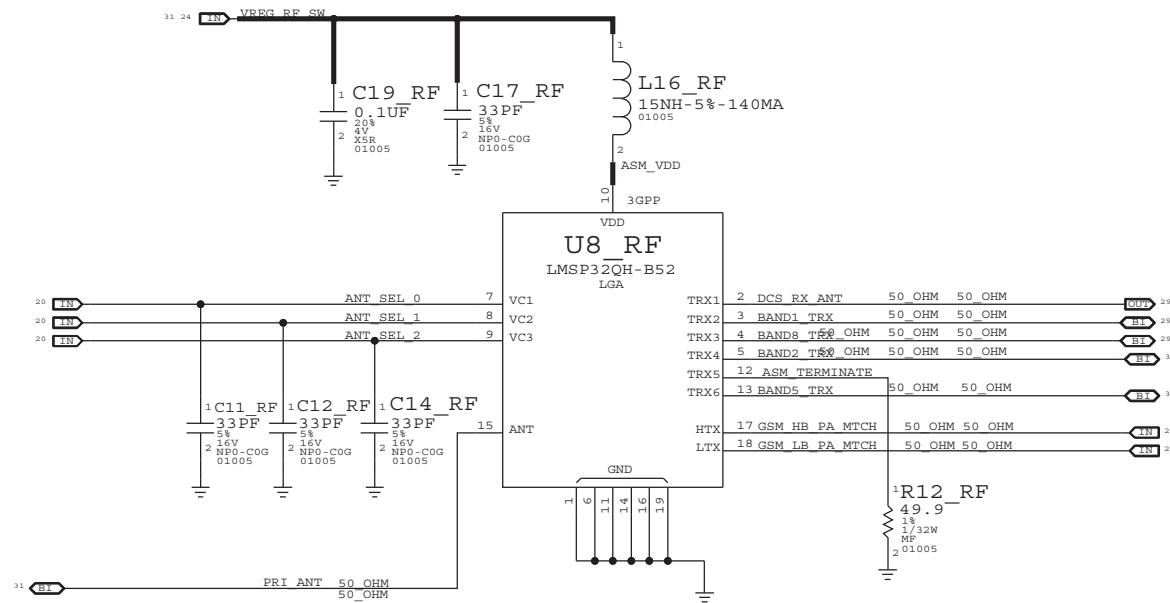 31 24 IN VREG_RF_SW
1
L16_RF
15NH-5%-140MA
01005
2
ASM_VDD
1 C19_RF
0.1UF
20%
4V
2 X5R
01005
1 C17_RF
33PF
5%
16V
2 NP0-C0G
01005
10 3GPP
VDD
U8_RF
LMSP32QH-B52
LGA
20 IN ANT_SEL_0 7 VC1
20 IN ANT_SEL_1 8 VC2
20 IN ANT_SEL_2 9 VC3
TRX1 2 DCS_RX_ANT 50_OHM 50_OHM OUT 29
TRX2 3 BAND1_TRX 50_OHM 50_OHM BI 29
TRX3 4 BAND8_TRX 50_OHM 50_OHM BI 29
TRX4 5 BAND2_TRX 50_OHM 50_OHM BI 3
TRX5 12 ASM_TERMINATE
TRX6 13 BAND5_TRX 50_OHM 50_OHM BI 3
HTX 17 GSM_HB_PA_MTCH 50_OHM 50_OHM IN 2
LTX 18 GSM_LB_PA_MTCH 50_OHM 50_OHM IN 2
1 C11_RF
33PF
5%
16V
2 NP0-C0G
01005
1 C12_RF
33PF
5%
16V
2 NP0-C0G
01005
1 C14_RF
33PF
5%
16V
2 NP0-C0G
01005
15 ANT
GND
1 6 11 14 16 19
1 R12_RF
49.9
1%
1/32W
MF
2 01005
31 BI PRI_ANT 50_OHM
50_OHM